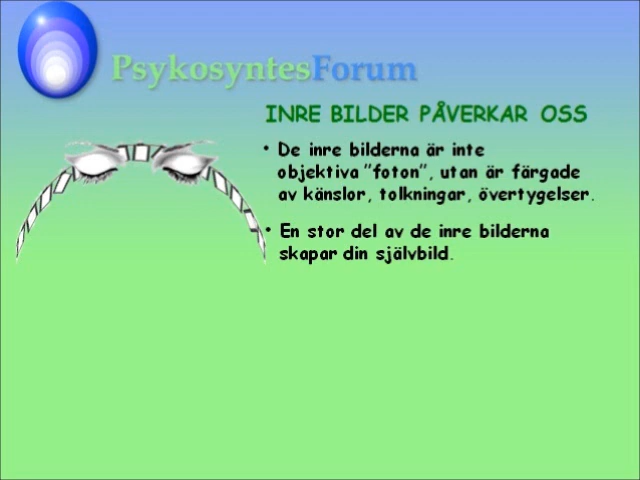 PsykosyntesForum
INRE BILDER PÅVERKAR OSS
• De inre bilderna är inte
objektiva "foton", utan är färgade
av känslor, tolkningar, övertygelser.
• En stor del av de inre bilderna
skapar din självbild.